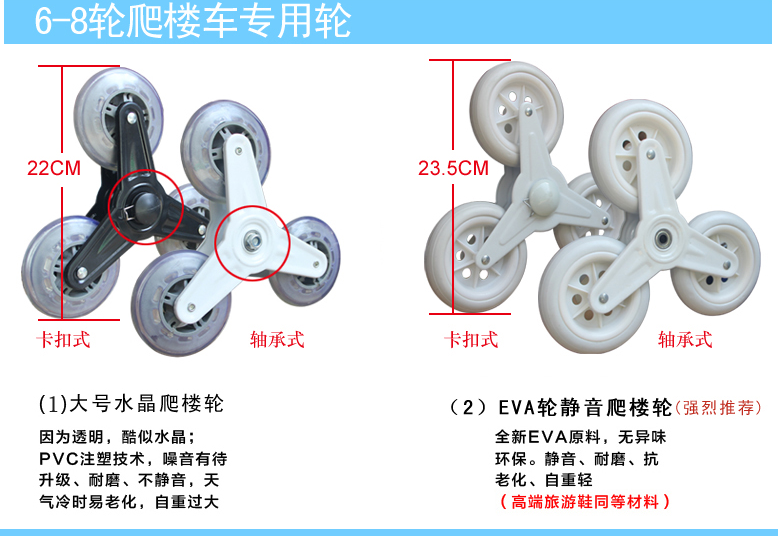 6-8轮爬楼车专用轮
22CM
23.5CM
卡扣式
轴承式
卡扣式
轴承式
(1)大号水晶爬楼轮
因为透明，酷似水晶；
PVC注塑技术，噪音有待
升级、耐磨、不静音，天
气冷时易老化，自重过大
（2）EVA轮静音爬楼轮(强烈推荐)
全新EVA原料，无异味
环保。静音、耐磨、抗
老化、自重轻
（高端旅游鞋同等材料）